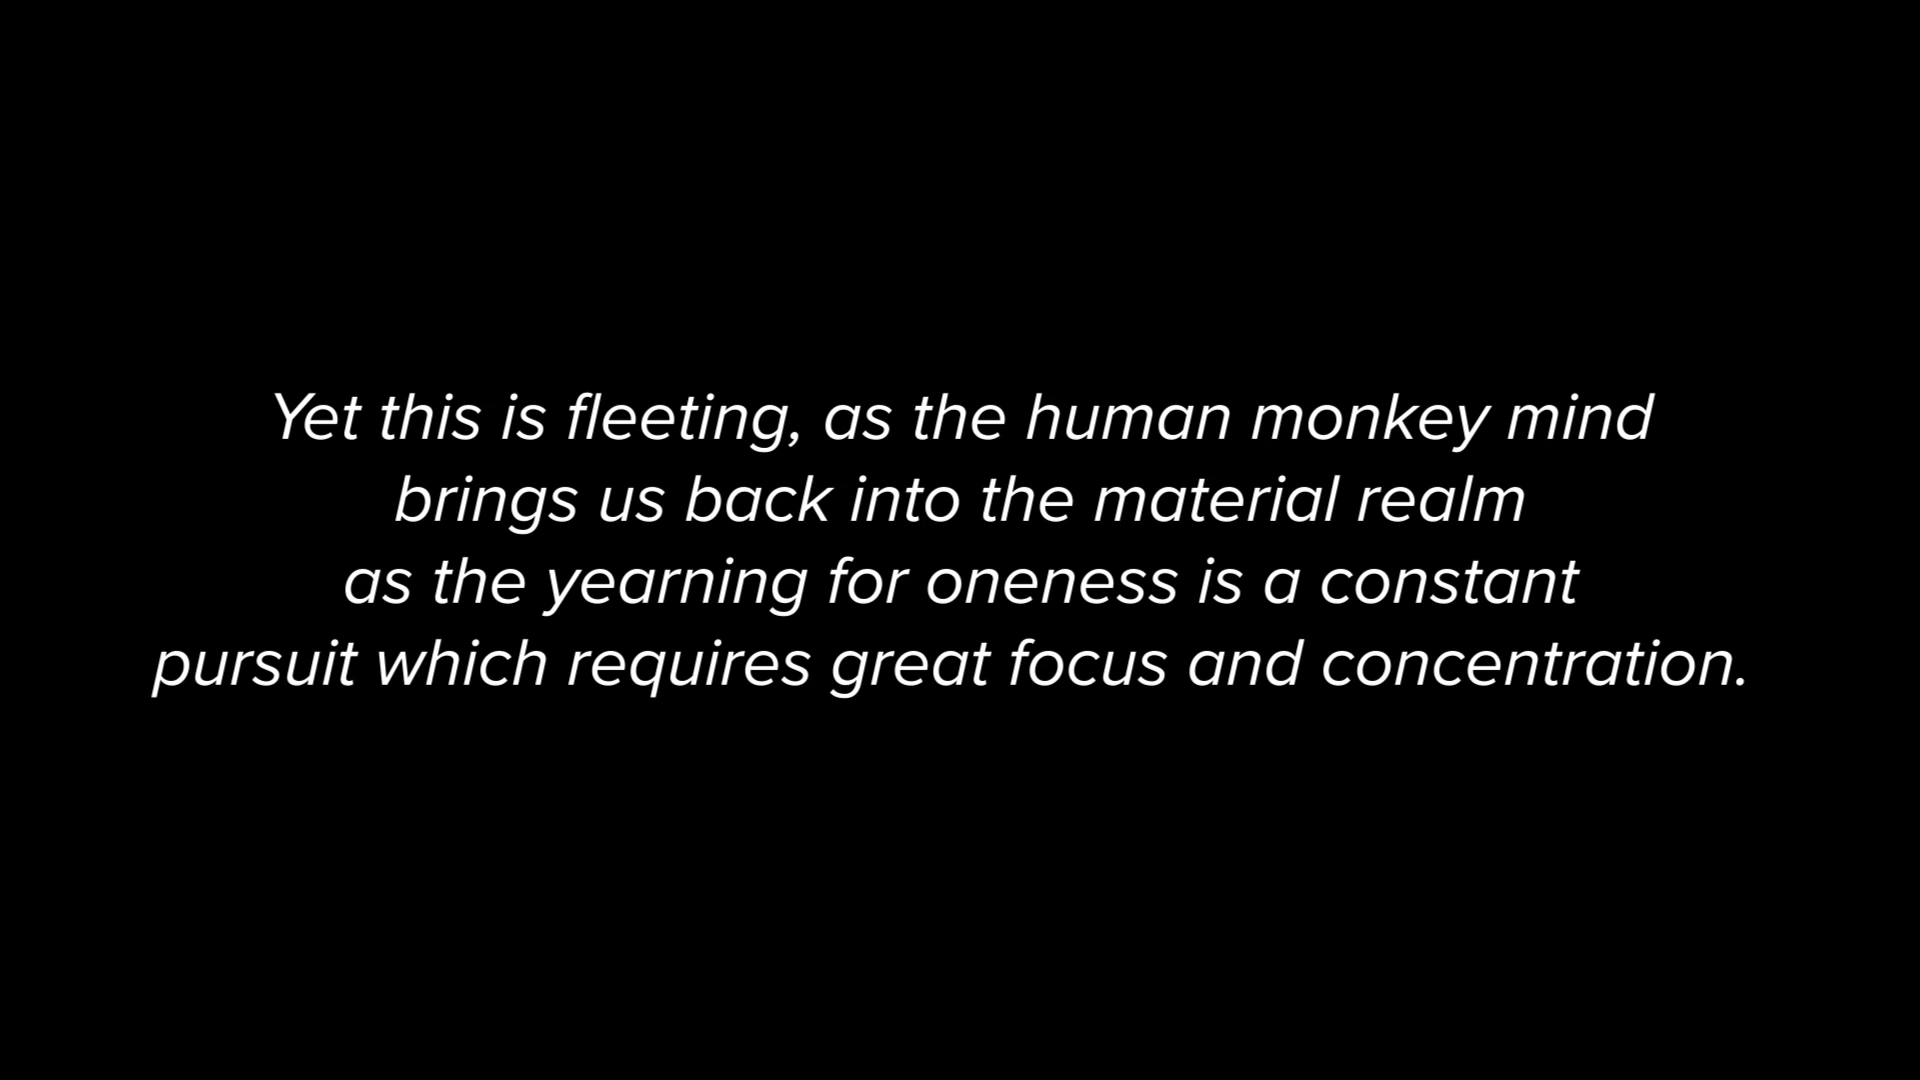 Yet this is fleeting, as the human monkey mind
brings us back into the material realm
as the yearning for oneness is a constant
pursuit which requires great focus and concentration.